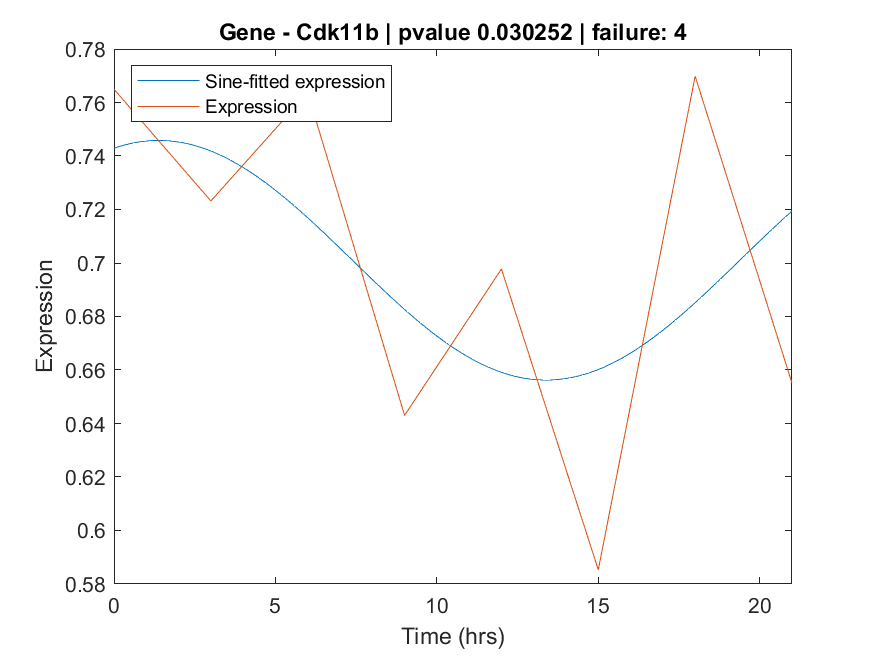 Gene - Cdk11b | pvalue 0.030252 | failure: 4
Sine-fitted expression
Expression
0.78
0.76
0.74
0.72
0.7
0.68
0.66
0.64
0.62
0.6
0.58
Expression
0 5 10 15 20
Time (hrs)